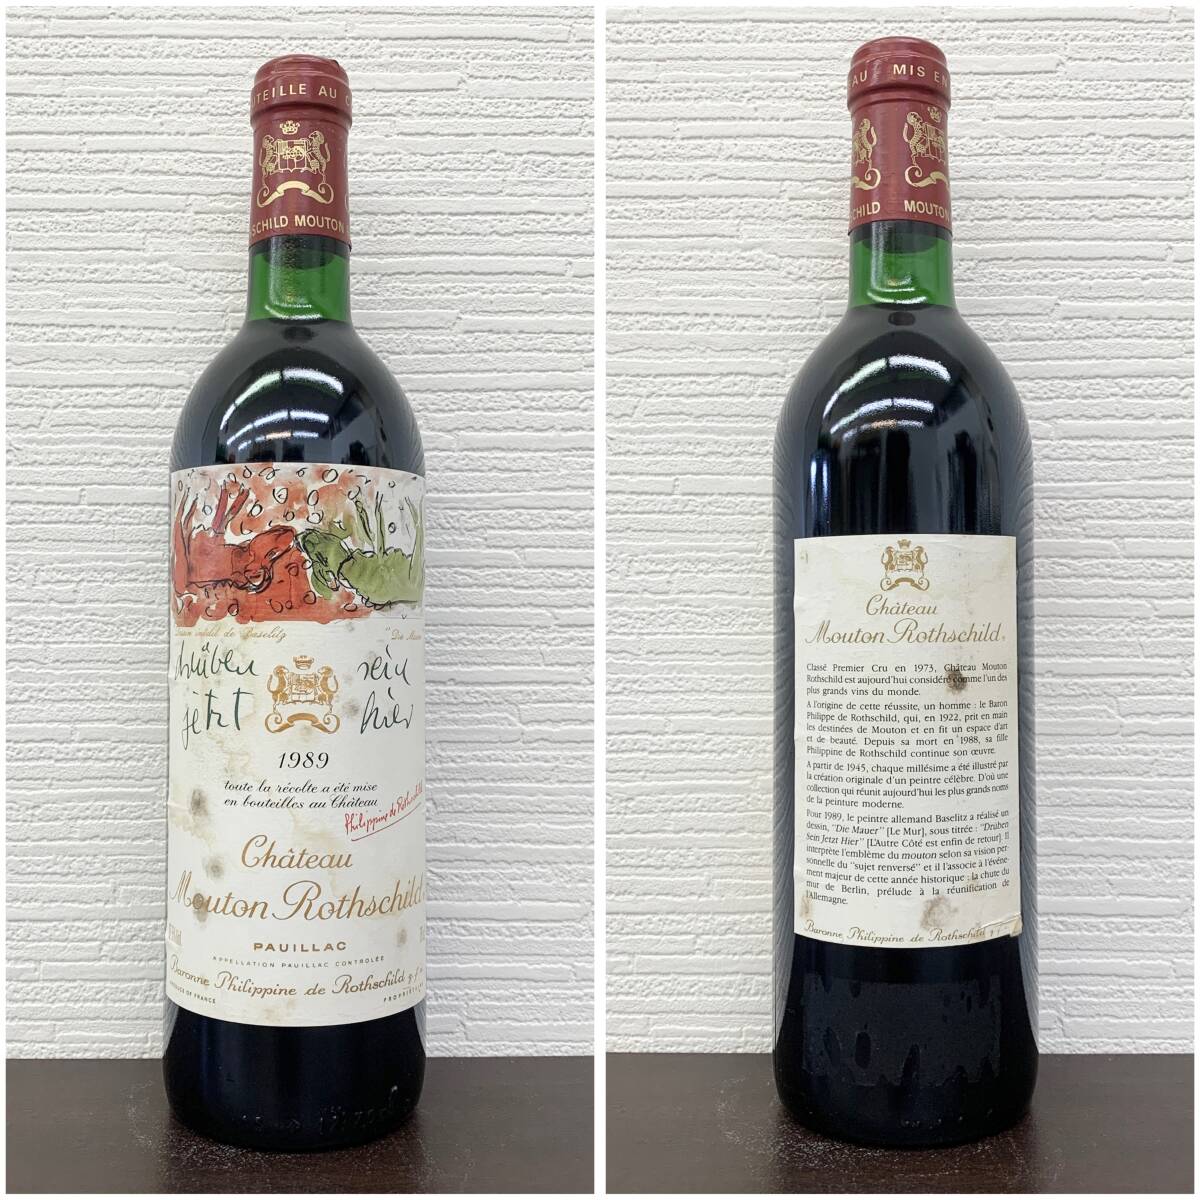 TEILLE AU C
SCHILD MOUTON
Dessin inédit de Baselitz
"Die Mauer
drüben sein
jetzt hier
1989
toute la récolte a été mise
en bouteilles au Château
Philippine de Rothschild
Château
Mouton Rothschild
PAUILLAC
APPELLATION PAUILLAC CONTRÔLÉE
Baronne Philippine de Rothschild g.f.a.
PRODUCE OF FRANCE
PROPRIÉT
AU MIS EN
HILD MOUTON
Château
Mouton Rothschild
Classé Premier Cru en 1973, Château Mouton
Rothschild est aujourd'hui considéré comme l'un des
plus grands vins du monde.
A l'origine de cette réussite, un homme : le Baron
Philippe de Rothschild, qui, en 1922, prit en main
les destinées de Mouton et en fit un espace d'art
et de beauté. Depuis sa mort en 1988, sa fille
Philippine de Rothschild continue son œuvre.
A partir de 1945, chaque millésime a été illustré par
la création originale d'un peintre célèbre. D'où une
collection qui réunit aujourd'hui les plus grands noms
de la peinture moderne.
Pour 1989, le peintre allemand Baselitz a réalisé un
dessin, "Die Mauer" [Le Mur], sous titrée : "Drüben
Sein Jetzt Hier" [L'Autre Côté est enfin de retour]. Il
interprète l'emblème du mouton selon sa vision per-
sonnelle du "sujet renversé" et il l'associe à l'événe-
ment majeur de cette année historique : la chute du
mur de Berlin, prélude à la réunification de
l'Allemagne.
Baronne Philippine de Rothschild g.f.